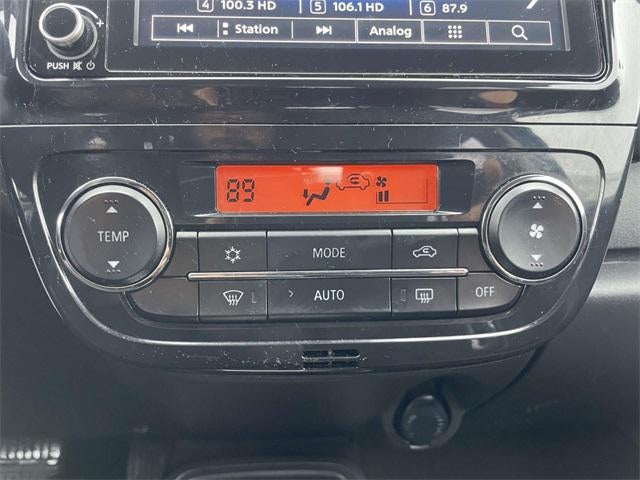 4 100.3 HD 5 106.1 HD 6 87.9
Station Analog
PUSH
89
TEMP
MODE
AUTO
OFF